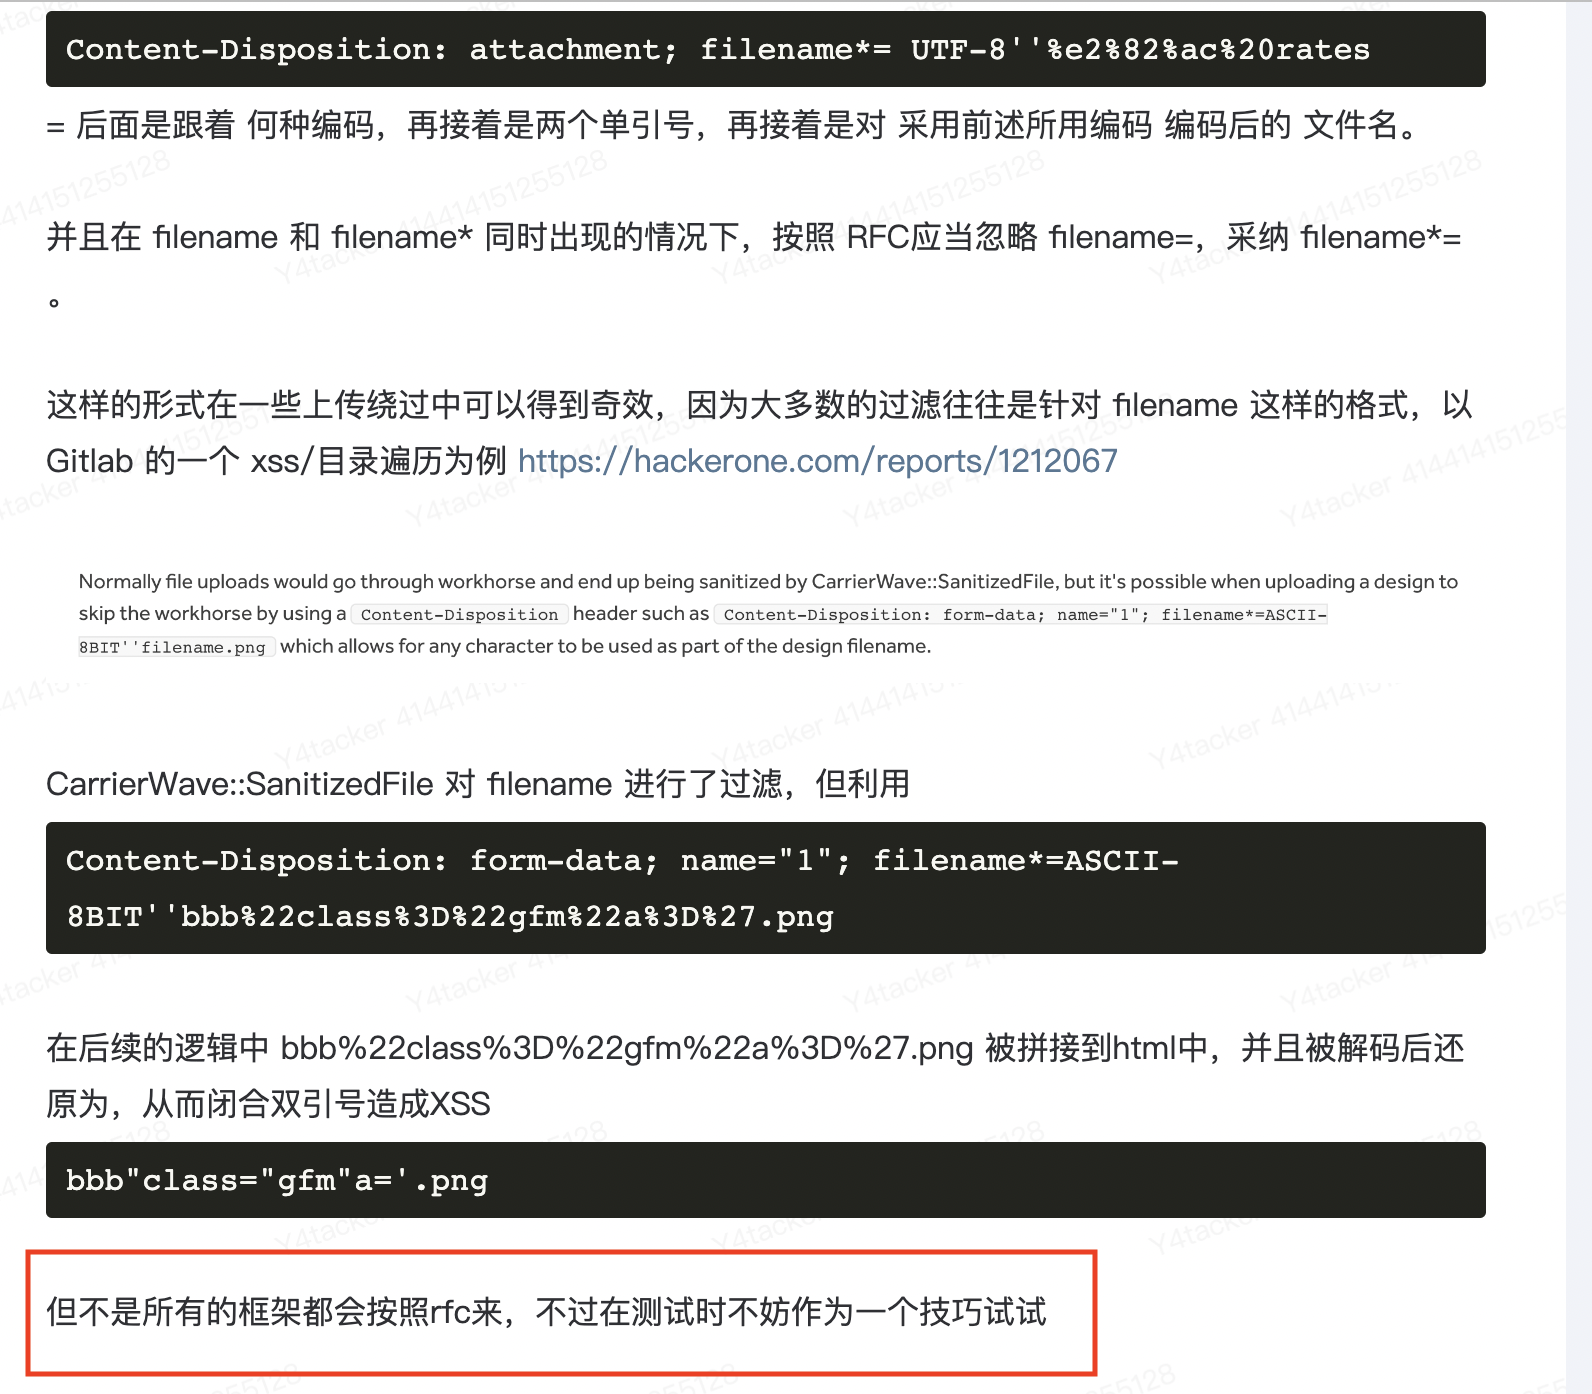 Content-Disposition: attachment; filename*= UTF-8''%e2%82%ac%20rates
= 后面是跟着 何种编码，再接着是两个单引号，再接着是对 采用前述所用编码 编码后的 文件名。
并且在 filename 和 filename* 同时出现的情况下，按照 RFC应当忽略 filename=，采纳 filename*=
。
这样的形式在一些上传绕过中可以得到奇效，因为大多数的过滤往往是针对 filename 这样的格式，以
Gitlab 的一个 xss/目录遍历为例 https://hackerone.com/reports/1212067
Normally file uploads would go through workhorse and end up being sanitized by CarrierWave::SanitizedFile, but it's possible when uploading a design to
skip the workhorse by using a Content-Disposition header such as Content-Disposition: form-data; name="1"; filename*=ASCII-
8BIT''filename.png which allows for any character to be used as part of the design filename.
CarrierWave::SanitizedFile 对 filename 进行了过滤，但利用
Content-Disposition: form-data; name="1"; filename*=ASCII-
8BIT''bbb%22class%3D%22gfm%22a%3D%27.png
在后续的逻辑中 bbb%22class%3D%22gfm%22a%3D%27.png 被拼接到html中，并且被解码后还
原为，从而闭合双引号造成XSS
bbb"class="gfm"a='.png
但不是所有的框架都会按照rfc来，不过在测试时不妨作为一个技巧试试